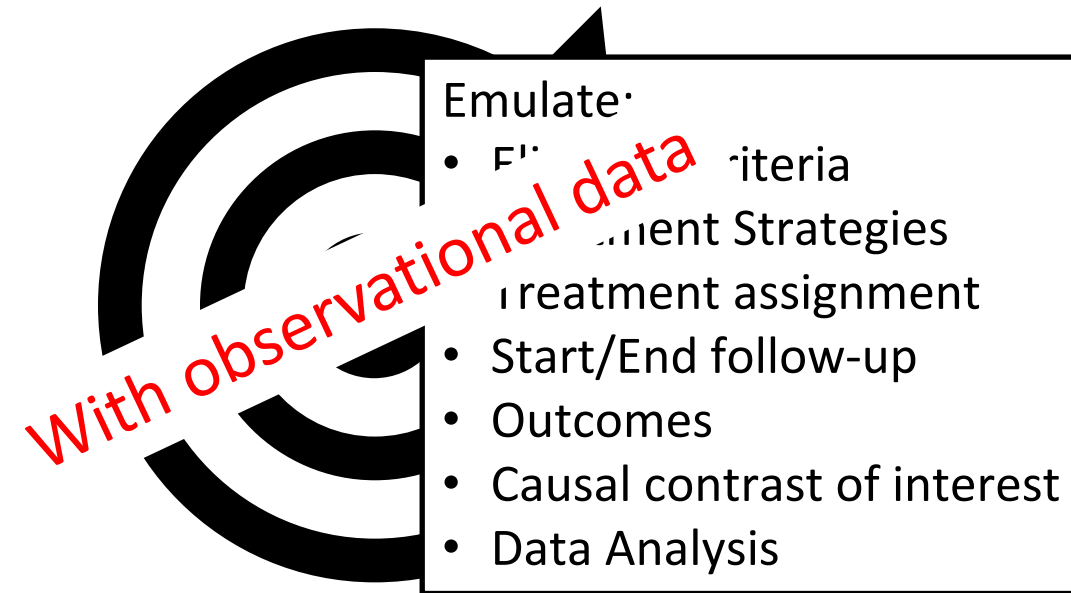 Emulate:
• riteria
ment Strategies
Treatment assignment
• Start/End follow-up
• Outcomes
• Causal contrast of interest
• Data Analysis
With observational data